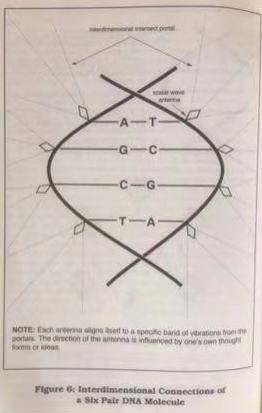 Interdimensional intersect portal
scalar wave
antenna
A—T
G—C
C—G
T—A
NOTE: Each antenna aligns itself to a specific band of vibrations from the
portals. The direction of the antenna is influenced by one's own thought
forms or ideas.
Figure 6: Interdimensional Connections of
a Six Pair DNA Molecule